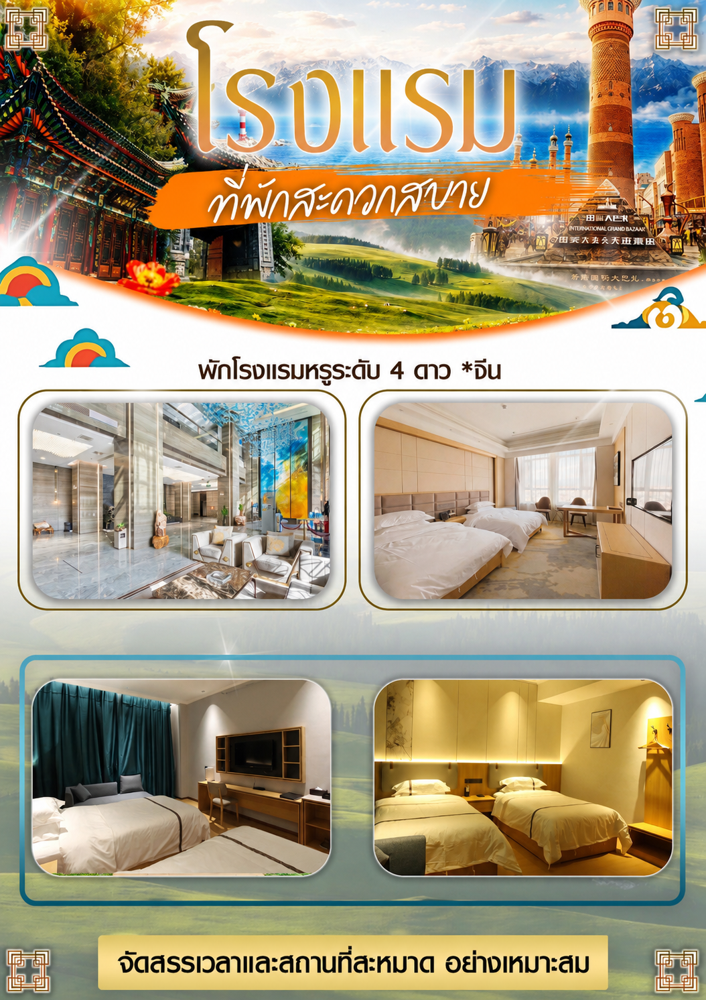 โรงแรม
ที่พักสะดวกสบาย
INTERNATIONAL GRAND BAZAAR
พักโรงแรมหรูระดับ 4 ดาว *จีน
จัดสรรเวลาและสถานที่สะหมาด อย่างเหมาะสม